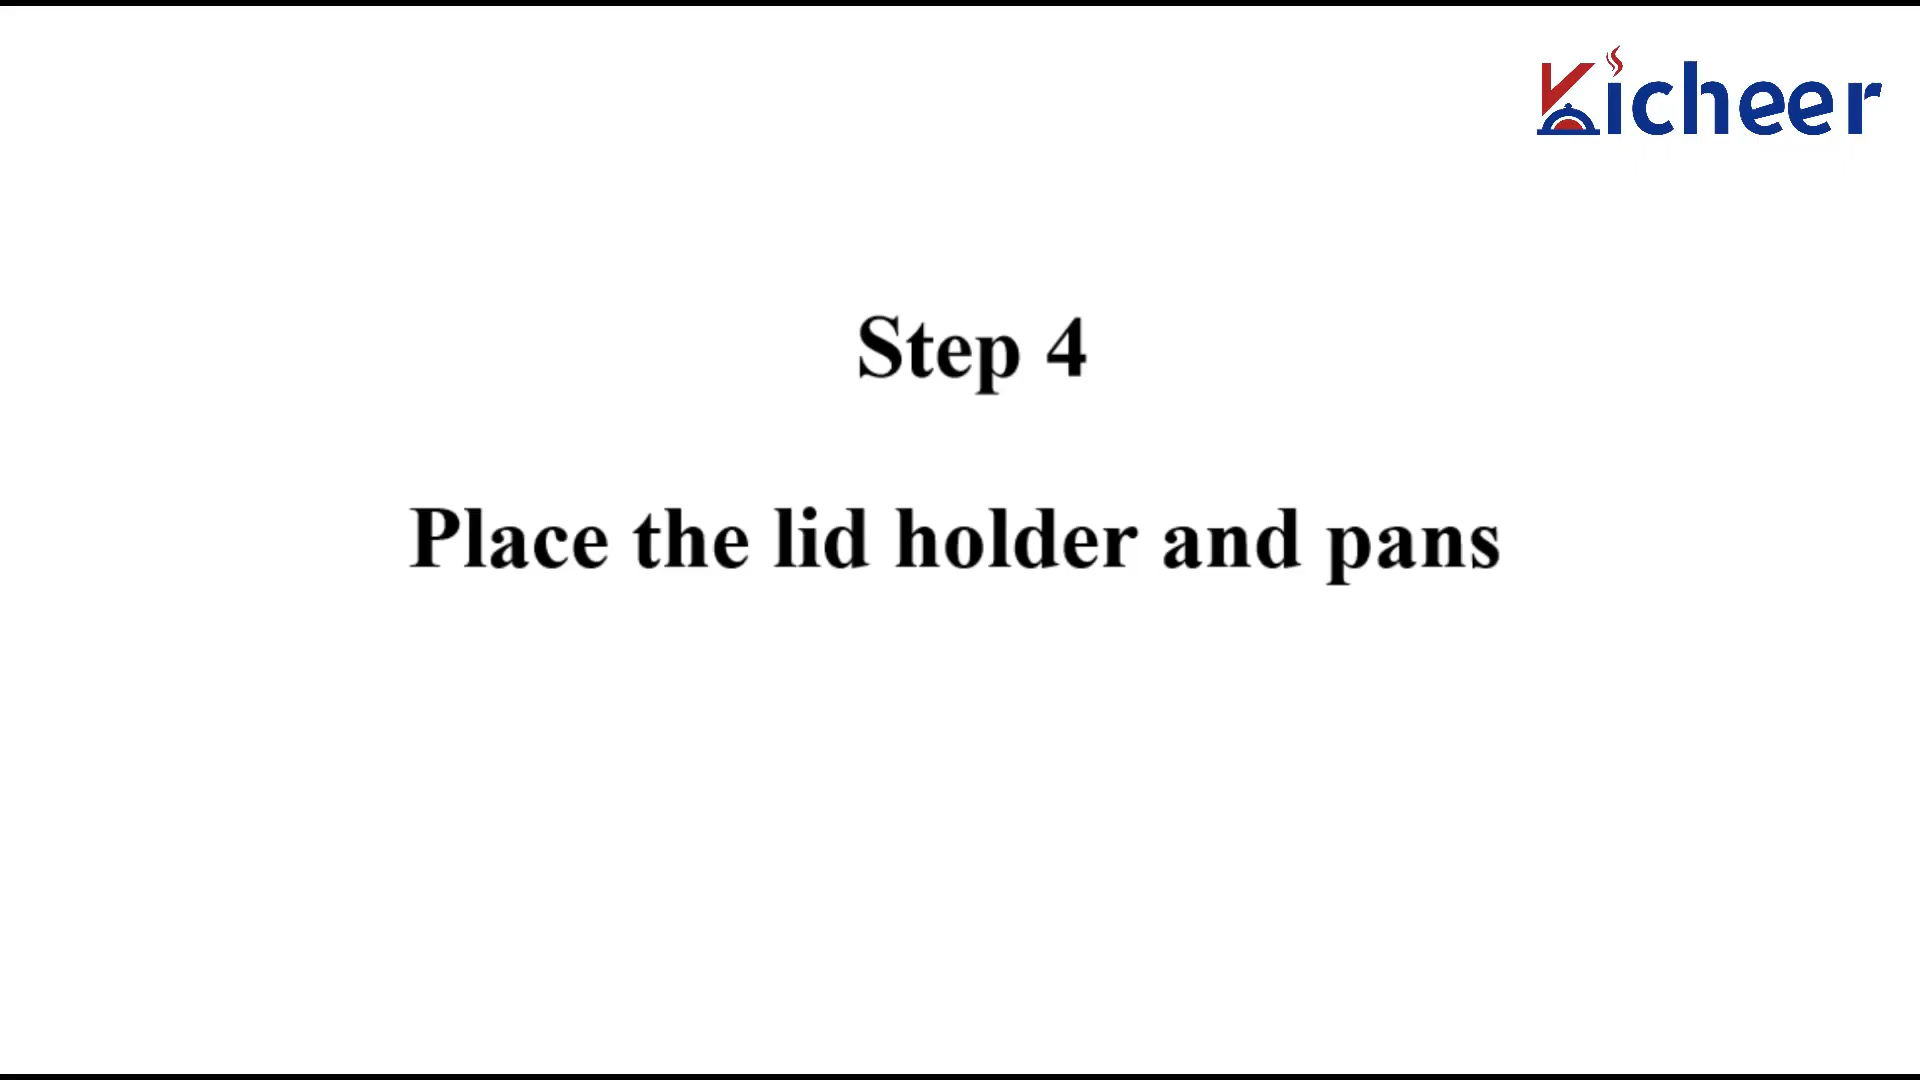 Kicheer
Step 4
Place the lid holder and pans